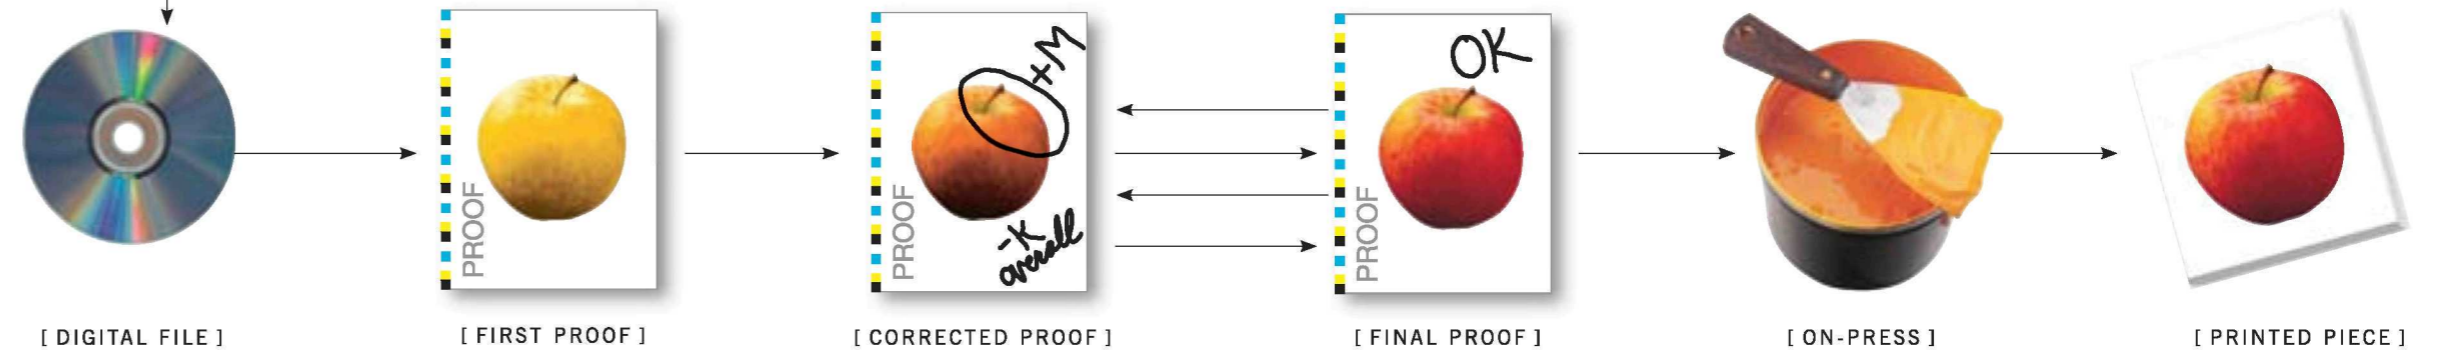 PROOF
PROOF
+M
-K
overall
PROOF
OK
[ DIGITAL FILE ]
[ FIRST PROOF ]
[ CORRECTED PROOF ]
[ FINAL PROOF ]
[ ON-PRESS ]
[ PRINTED PIECE ]